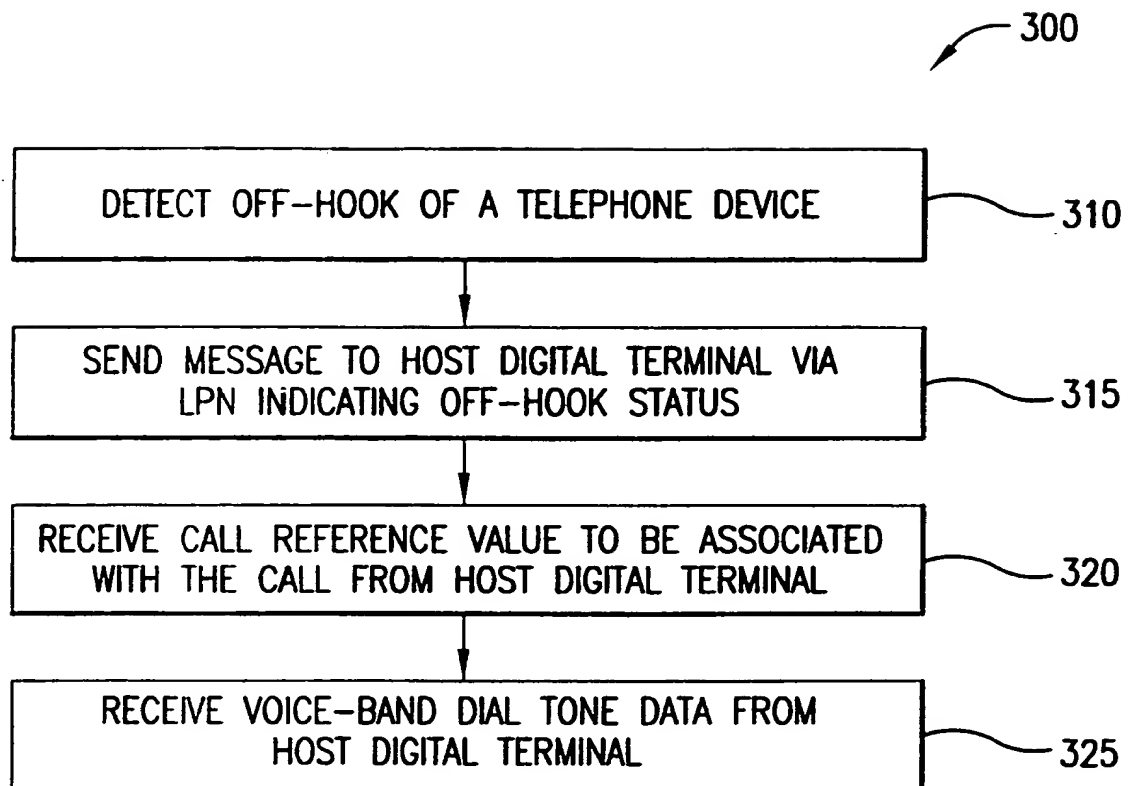 300
DETECT OFF-HOOK OF A TELEPHONE DEVICE
310
SEND MESSAGE TO HOST DIGITAL TERMINAL VIA
LPN INDICATING OFF-HOOK STATUS
315
RECEIVE CALL REFERENCE VALUE TO BE ASSOCIATED
WITH THE CALL FROM HOST DIGITAL TERMINAL
320
RECEIVE VOICE-BAND DIAL TONE DATA FROM
HOST DIGITAL TERMINAL
325